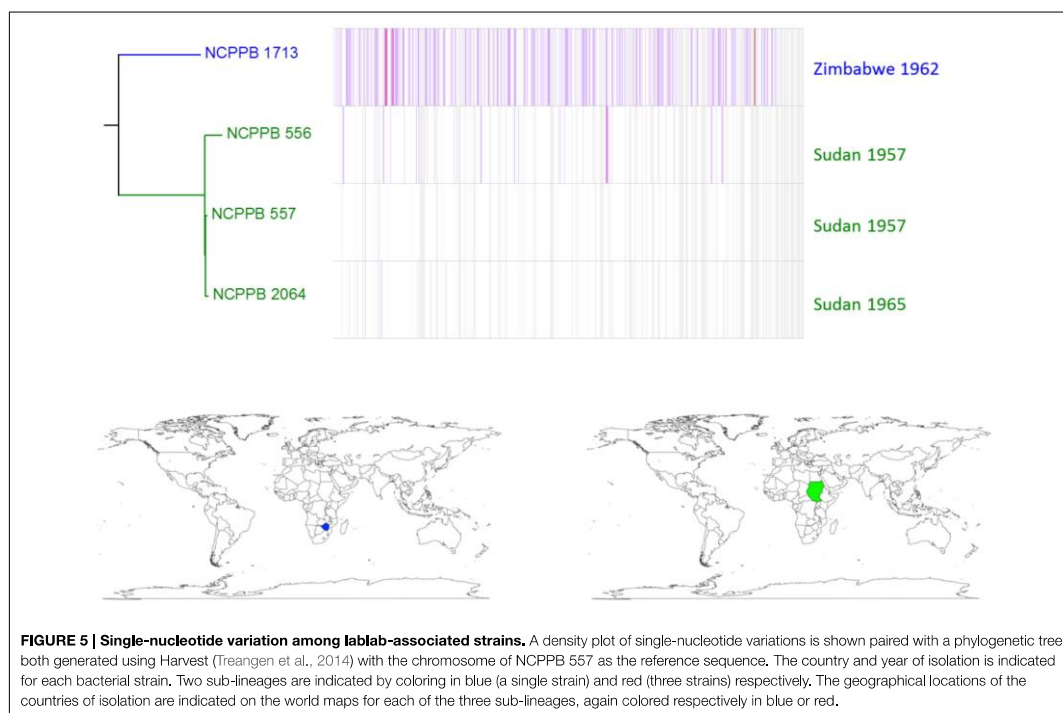 NCPPB 1713
Zimbabwe 1962
NCPPB 556
Sudan 1957
NCPPB 557
Sudan 1957
NCPPB 2064
Sudan 1965
FIGURE 5 | Single-nucleotide variation among lablab-associated strains. A density plot of single-nucleotide variations is shown paired with a phylogenetic tree
both generated using Harvest (Treangen et al., 2014) with the chromosome of NCPPB 557 as the reference sequence. The country and year of isolation is indicated
for each bacterial strain. Two sub-lineages are indicated by coloring in blue (a single strain) and red (three strains) respectively. The geographical locations of the
countries of isolation are indicated on the world maps for each of the three sub-lineages, again colored respectively in blue or red.